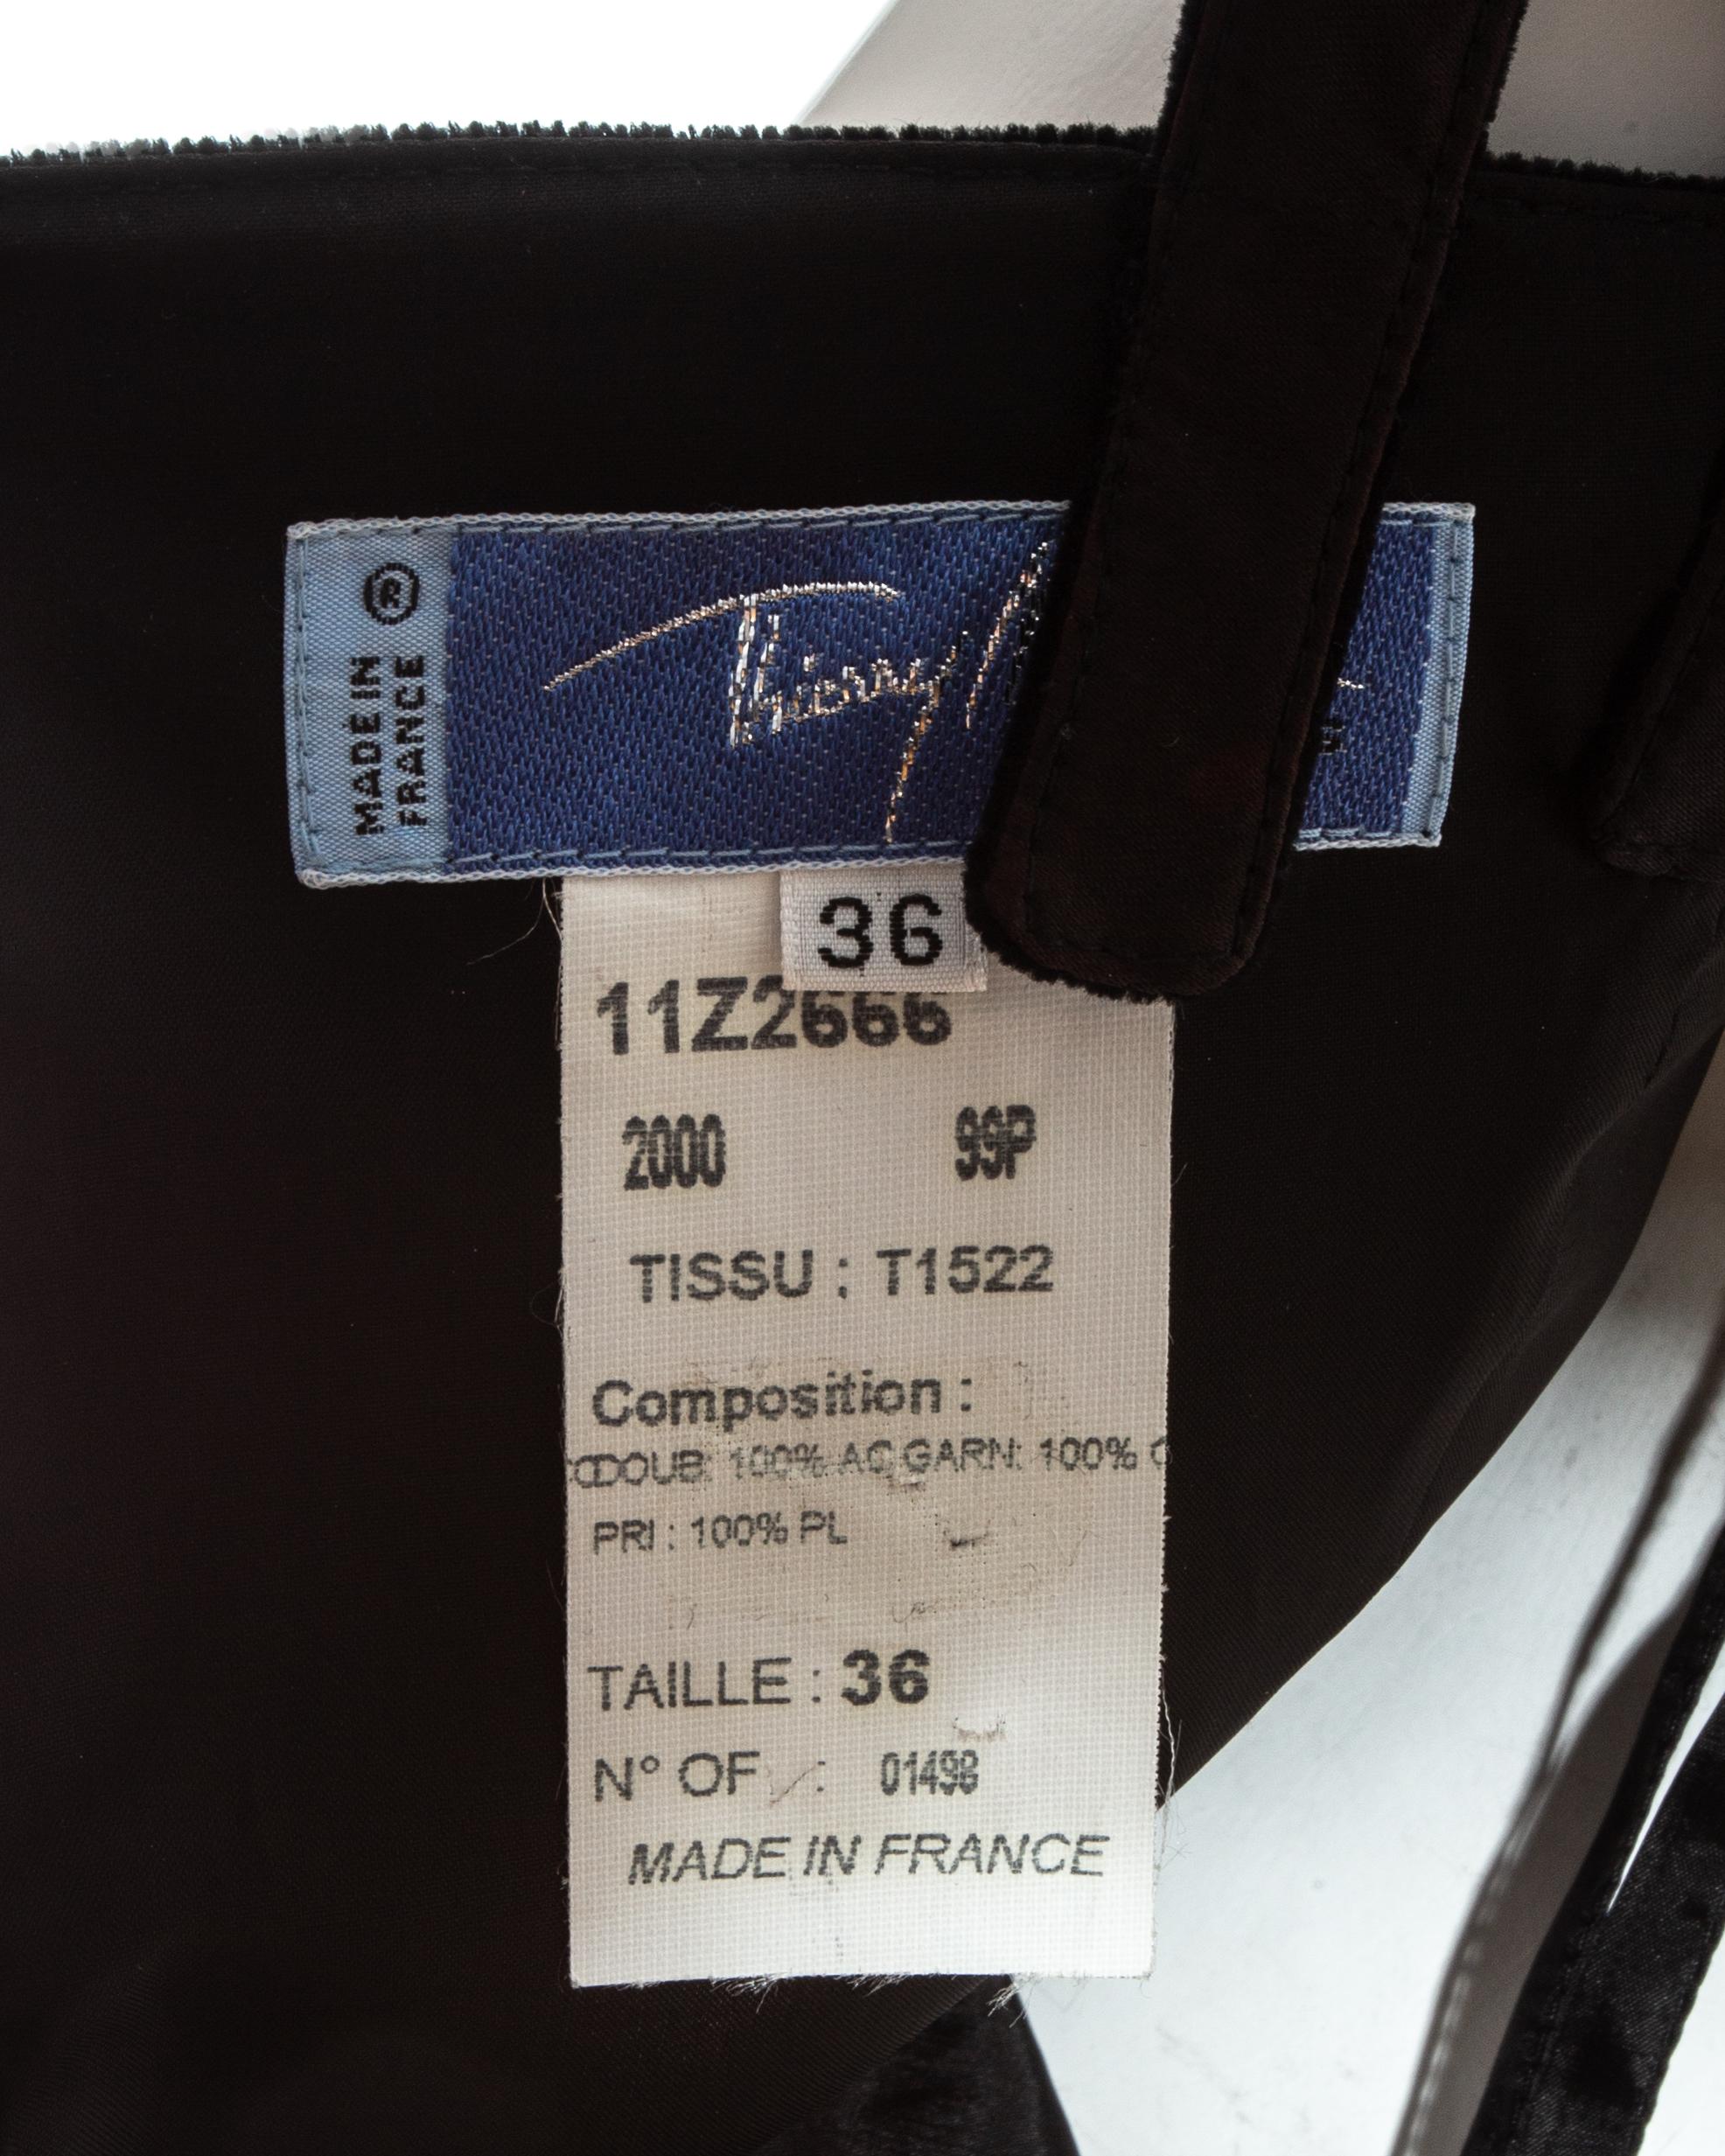 MADE IN
FRANCE ®
Thierry
36
11Z2666
2000 99P
TISSU : T1522
Composition :
DOUB: 100% AC GARN: 100%
PRI : 100% PL
TAILLE : 36
N° OF : 01498
MADE IN FRANCE